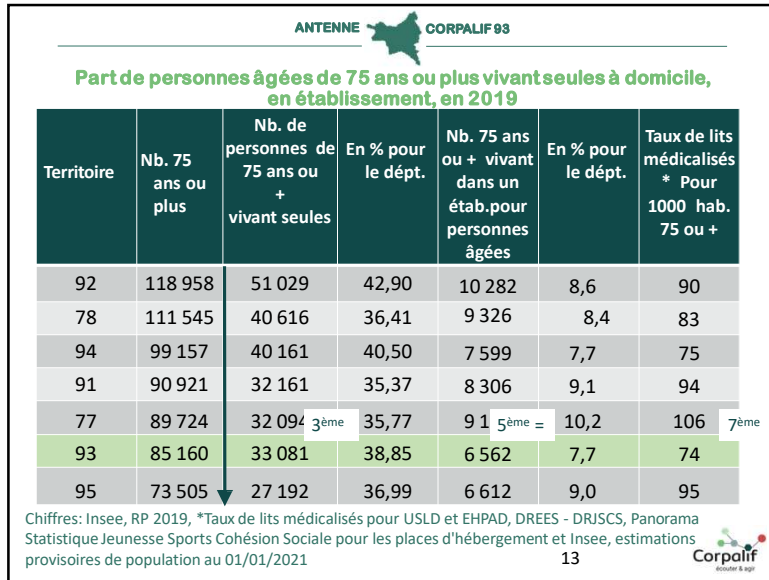 ANTENNE CORPALIF 93
Part de personnes âgées de 75 ans ou plus vivant seules à domicile,
en établissement, en 2019
Territoire
Nb. 75
ans ou
plus
Nb. de
personnes de
75 ans ou
+
vivant seules
En % pour
le dépt.
Nb. 75 ans
ou + vivant
dans un
étab.pour
personnes
âgées
En % pour
le dépt.
Taux de lits
médicalisés
* Pour
1000 hab.
75 ou +
92 118 958 51 029 42,90 10 282 8,6 90
78 111 545 40 616 36,41 9 326 8,4 83
94 99 157 40 161 40,50 7 599 7,7 75
91 90 921 32 161 35,37 8 306 9,1 94
77 89 724 32 094 3ème 35,77 9 1 5ème = 10,2 106 7ème
93 85 160 33 081 38,85 6 562 7,7 74
95 73 505 27 192 36,99 6 612 9,0 95
Chiffres: Insee, RP 2019, *Taux de lits médicalisés pour USLD et EHPAD, DREES - DRJSCS, Panorama
Statistique Jeunesse Sports Cohésion Sociale pour les places d'hébergement et Insee, estimations
provisoires de population au 01/01/2021
13
Corpalif
écouter & agir